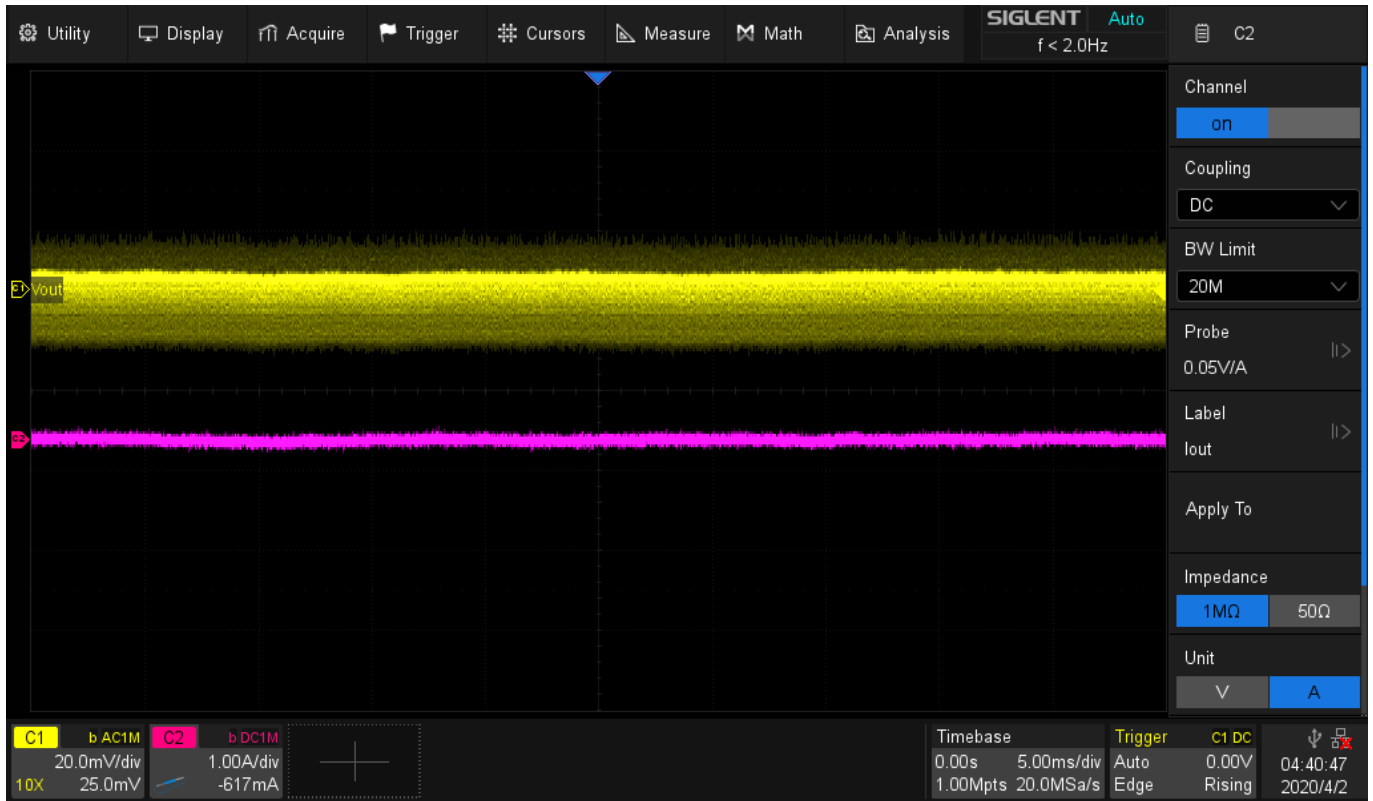 Utility Display Acquire Trigger Cursors Measure Math Analysis
SIGLENT Auto
f < 2.0Hz
C2
Channel
on
Coupling
DC
BW Limit
20M
Probe
0.05V/A
Label
Iout
Apply To
Impedance
1MΩ 50Ω
Unit
V A
C1 Vout
C2
C1 b AC1M
20.0mV/div
10X 25.0mV
C2 b DC1M
1.00A/div
-617mA
Timebase
0.00s 5.00ms/div
1.00Mpts 20.0MSa/s
Trigger C1 DC
Auto 0.00V
Edge Rising
04:40:47
2020/4/2